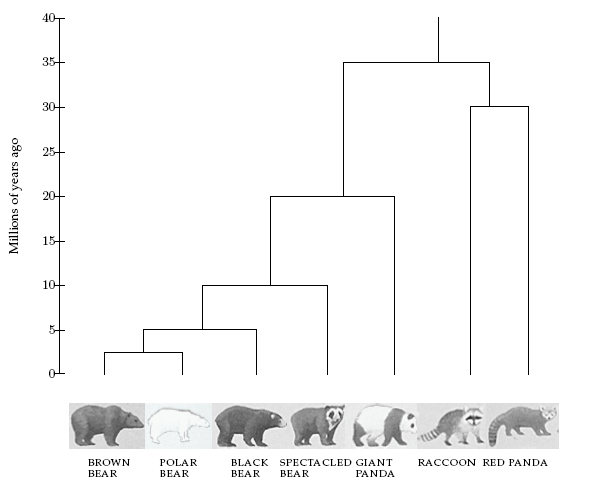 40
35
30
25
20
15
10
5
0
Millions of years ago
BROWN BEAR
POLAR BEAR
BLACK BEAR
SPECTACLED BEAR
GIANT PANDA
RACCOON
RED PANDA